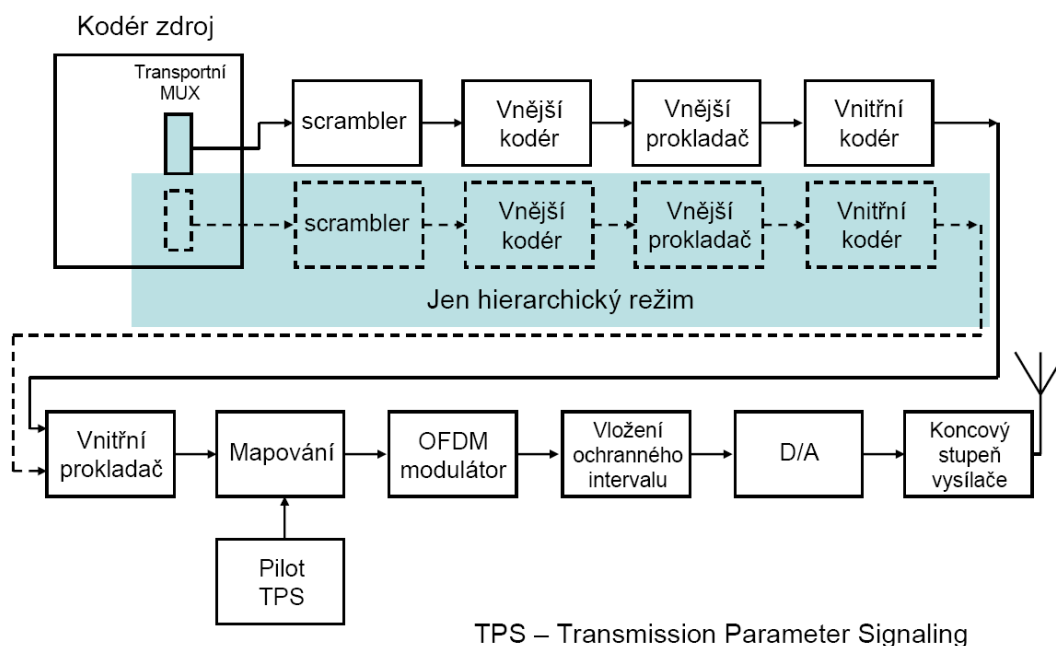 Kodér zdroj
Transportní
MUX
scrambler
Vnější
kodér
Vnější
prokladač
Vnitřní
kodér
scrambler
Vnější
kodér
Vnější
prokladač
Vnitřní
kodér
Jen hierarchický režim
Vnitřní
prokladač
Mapování
OFDM
modulátor
Vložení
ochranného
intervalu
D/A
Koncový
stupeň
vysílače
Pilot
TPS
TPS – Transmission Parameter Signaling